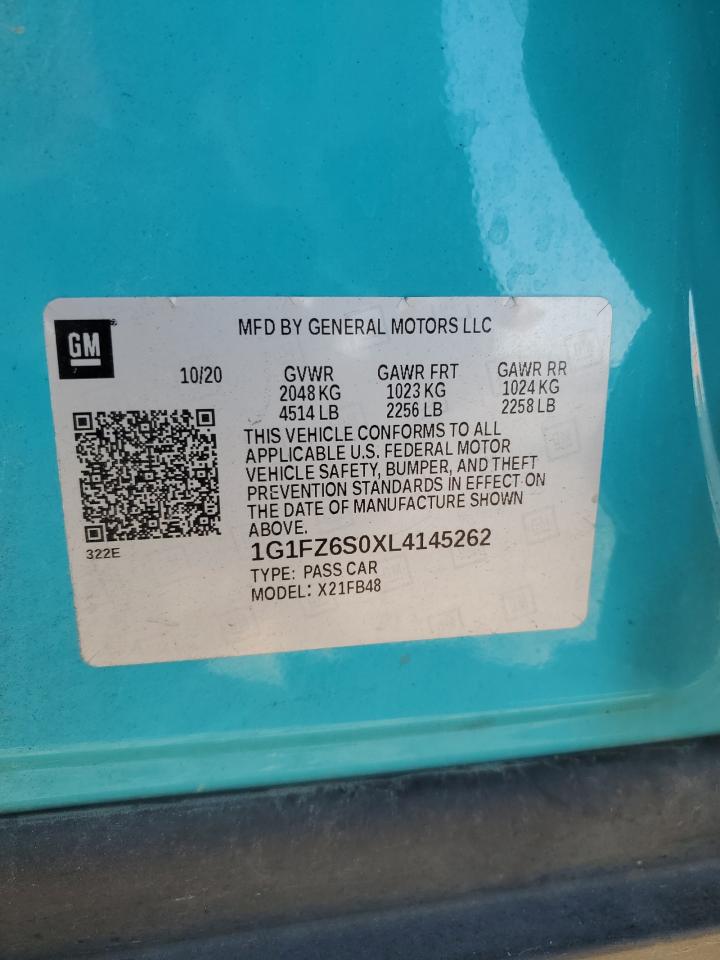 GM
MFD BY GENERAL MOTORS LLC
10/20 GVWR GAWR FRT GAWR RR
2048 KG 1023 KG 1024 KG
4514 LB 2256 LB 2258 LB
THIS VEHICLE CONFORMS TO ALL
APPLICABLE U.S. FEDERAL MOTOR
VEHICLE SAFETY, BUMPER, AND THEFT
PREVENTION STANDARDS IN EFFECT ON
THE DATE OF MANUFACTURE SHOWN
ABOVE.
322E
1G1FZ6S0XL4145262
TYPE: PASS CAR
MODEL: X21FB48